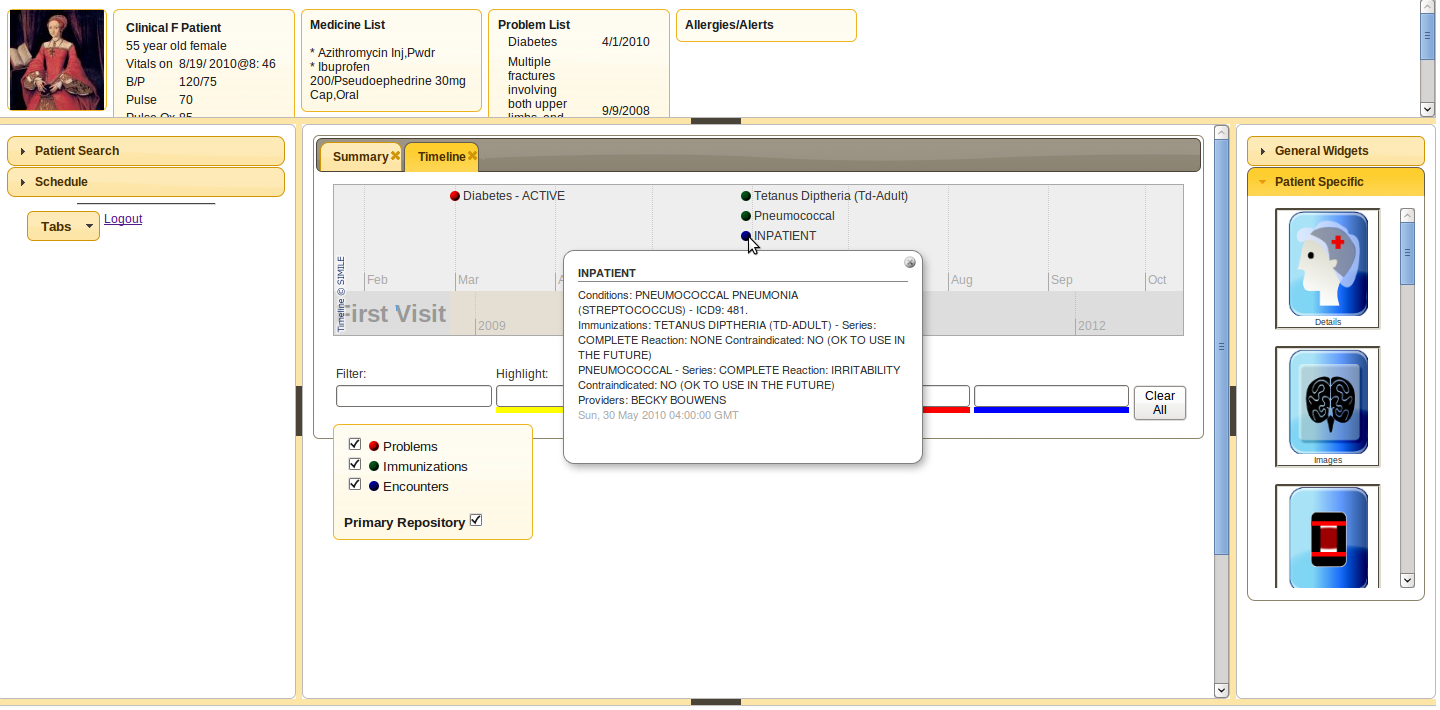 Clinical F Patient
55 year old female
Vitals on 8/19/ 2010@8: 46
B/P 120/75
Pulse 70
Pulse Ox 85
Medicine List
* Azithromycin Inj,Pwdr
* Ibuprofen
200/Pseudoephedrine 30mg
Cap,Oral
Problem List
Diabetes 4/1/2010
Multiple
fractures
involving
both upper
limbs, and 9/9/2008
Allergies/Alerts
Patient Search
Schedule
Tabs
Logout
Summary
Timeline
Diabetes - ACTIVE
Tetanus Diptheria (Td-Adult)
Pneumococcal
INPATIENT
Timeline © SIMILE
Feb Mar A Aug Sep Oct
First Visit
2009 2012
INPATIENT
Conditions: PNEUMOCOCCAL PNEUMONIA
(STREPTOCOCCUS) - ICD9: 481.
Immunizations: TETANUS DIPTHERIA (TD-ADULT) - Series:
COMPLETE Reaction: NONE Contraindicated: NO (OK TO USE IN
THE FUTURE)
PNEUMOCOCCAL - Series: COMPLETE Reaction: IRRITABILITY
Contraindicated: NO (OK TO USE IN THE FUTURE)
Providers: BECKY BOUWENS
Sun, 30 May 2010 04:00:00 GMT
Filter:
Highlight:
Clear
All
Problems
Immunizations
Encounters
Primary Repository
General Widgets
Patient Specific
Details
Images